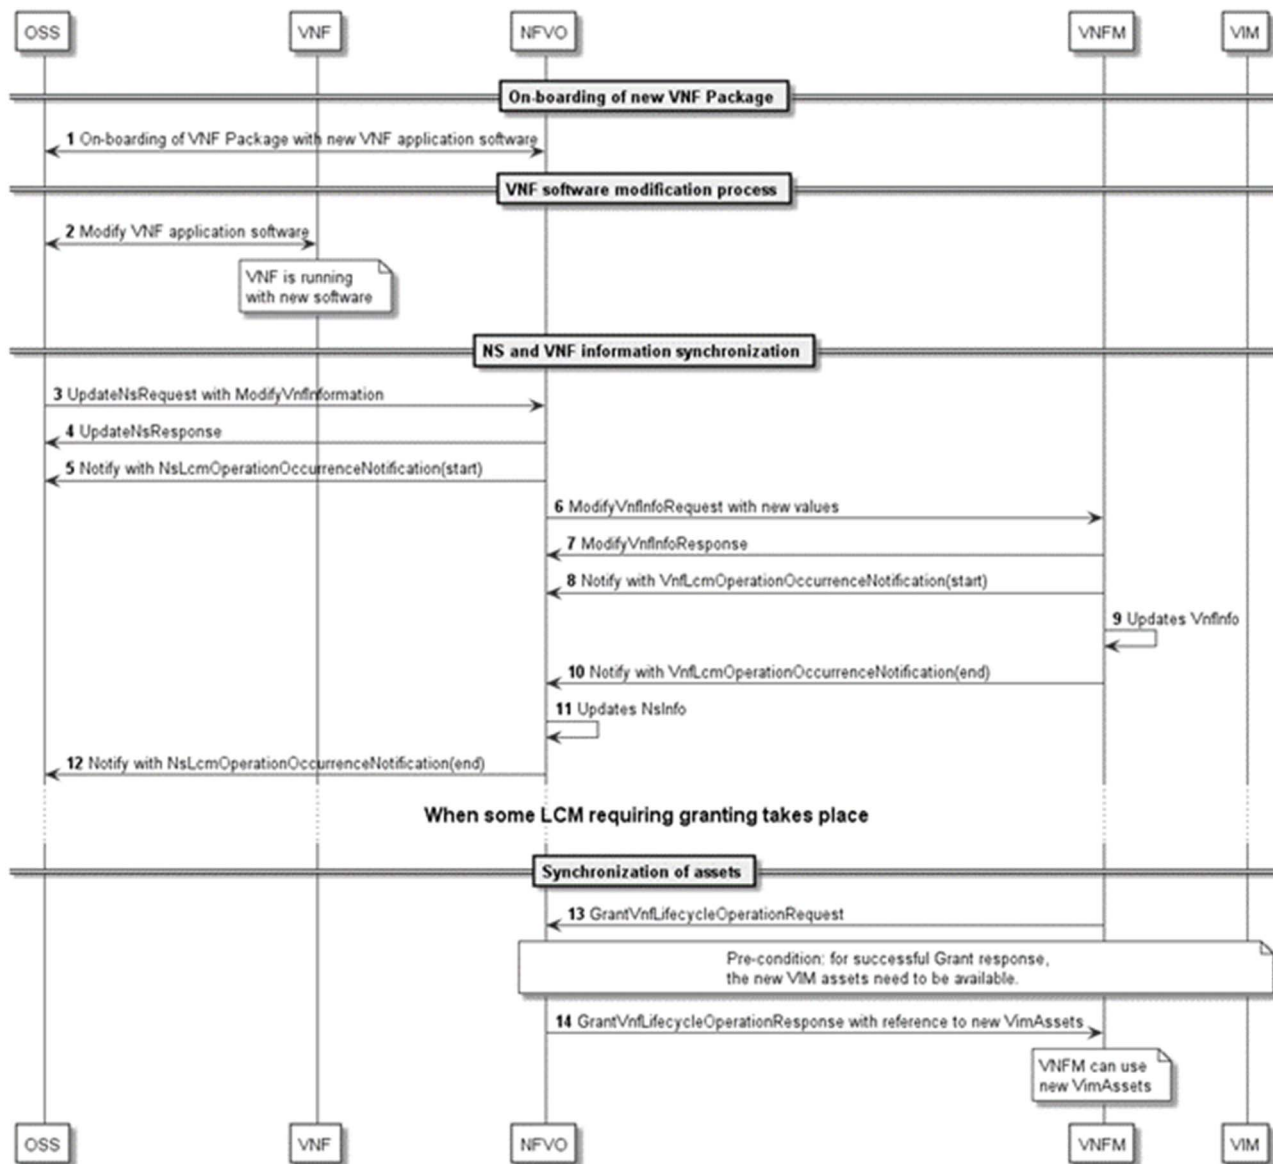 OSS VNF NFVO VNFM VIM
On-boarding of new VNF Package
1 On-boarding of VNF Package with new VNF application software
VNF software modification process
2 Modify VNF application software
VNF is running
with new software
NS and VNF information synchronization
3 UpdateNsRequest with ModifyVnfInformation
4 UpdateNsResponse
5 Notify with NsLcmOperationOccurrenceNotification(start)
6 ModifyVnfInfoRequest with new values
7 ModifyVnfInfoResponse
8 Notify with VnfLcmOperationOccurrenceNotification(start)
9 Updates VnfInfo
10 Notify with VnfLcmOperationOccurrenceNotification(end)
11 Updates NsInfo
12 Notify with NsLcmOperationOccurrenceNotification(end)
When some LCM requiring granting takes place
Synchronization of assets
13 GrantVnfLifecycleOperationRequest
Pre-condition: for successful Grant response,
the new VIM assets need to be available.
14 GrantVnfLifecycleOperationResponse with reference to new VimAssets
VNFM can use
new VimAssets
OSS VNF NFVO VNFM VIM